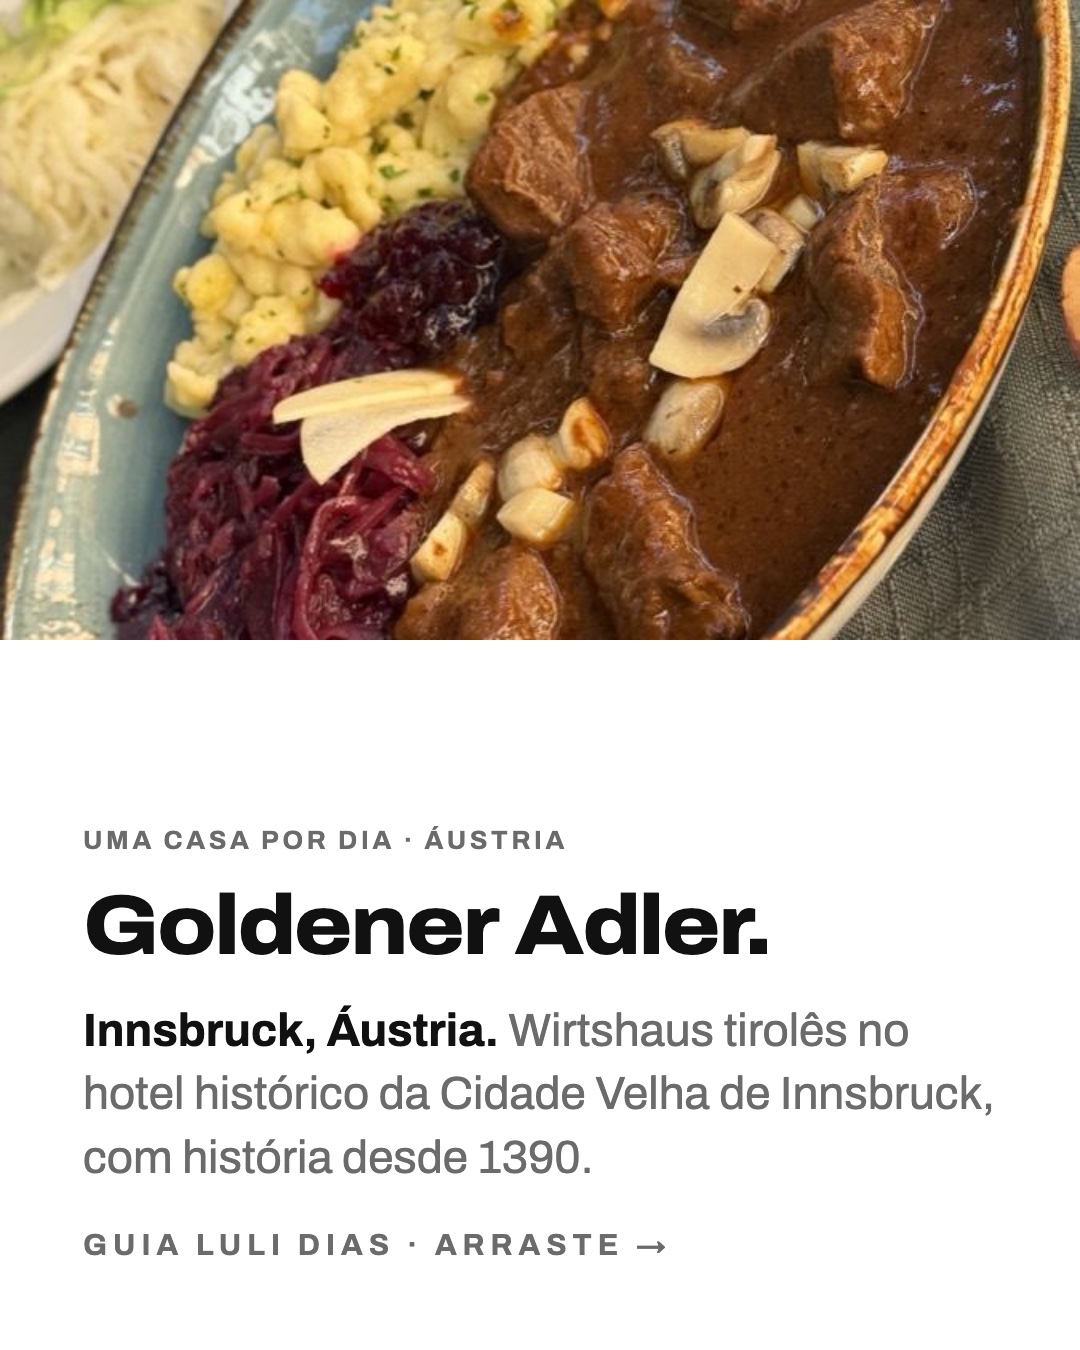 UMA CASA POR DIA · ÁUSTRIA
Goldener Adler.
Innsbruck, Áustria. Wirtshaus tirolês no
hotel histórico da Cidade Velha de Innsbruck,
com história desde 1390.
GUIA LULI DIAS · ARRASTE →